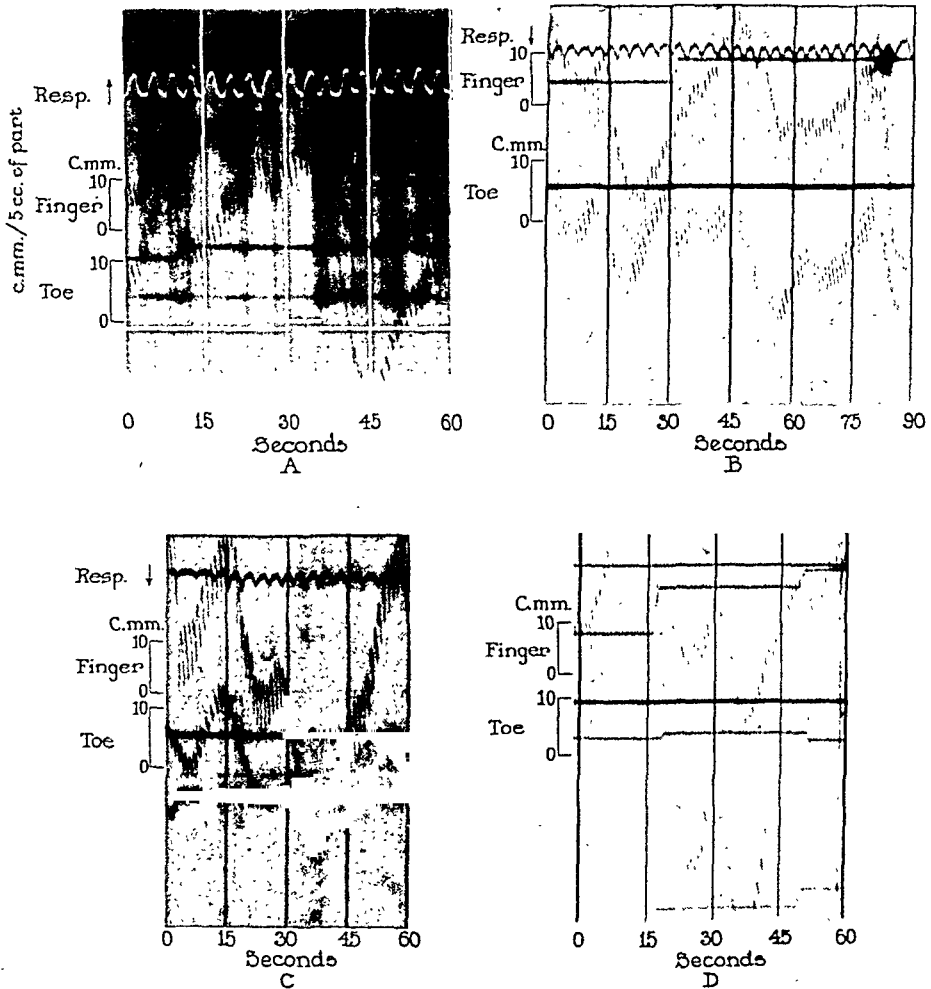 Resp. ↑
c.mm./5 cc. of part
C.mm.
10
Finger
0
10
Toe
0
0 15 30 45 60
Seconds
A
Resp. ↓
10
Finger
0
C.mm.
10
Toe
0
0 15 30 45 60 75 90
Seconds
B
Resp. ↓
C.mm.
10
Finger
0
10
Toe
0
0 15 30 45 60
Seconds
C
C.mm.
10
Finger
0
10
Toe
0
0 15 30 45 60
Seconds
D